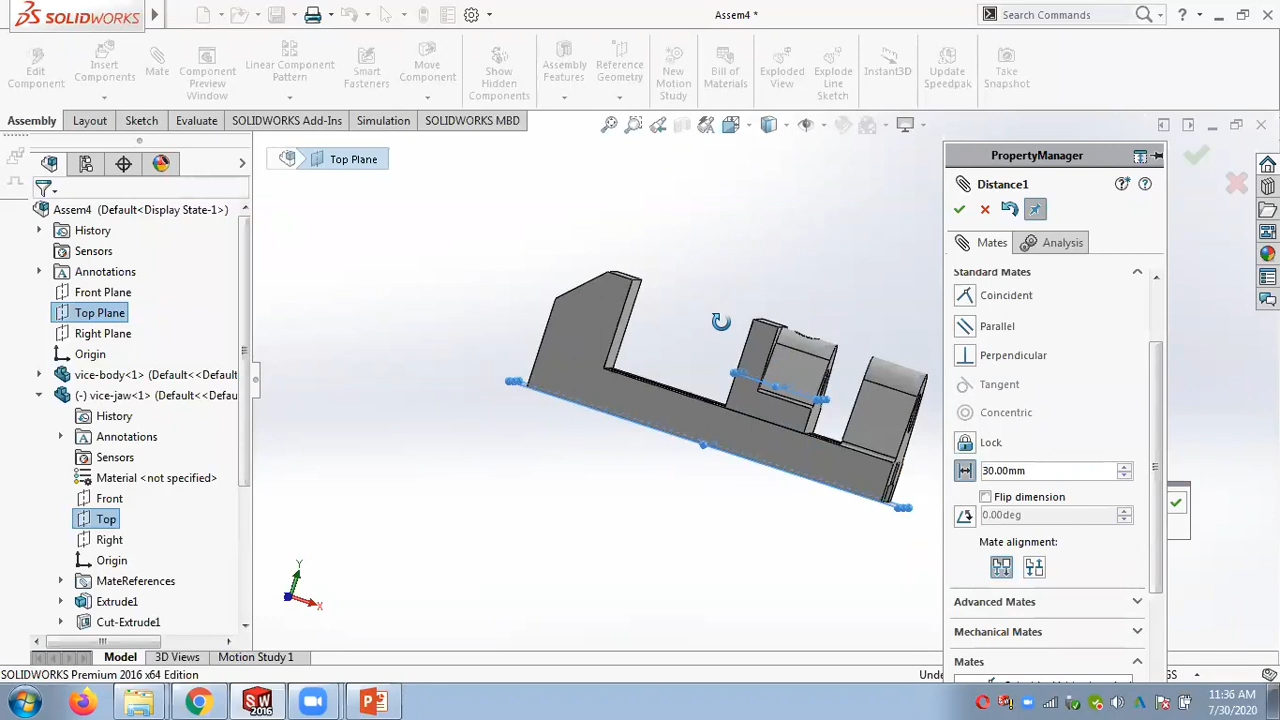 SOLIDWORKS
Assem4 *
Search Commands
?
Edit Component
Insert Components
Mate
Component Preview Window
Linear Component Pattern
Smart Fasteners
Move Component
Show Hidden Components
Assembly Features
Reference Geometry
New Motion Study
Bill of Materials
Exploded View
Explode Line Sketch
Instant3D
Update Speedpak
Take Snapshot
Assembly
Layout
Sketch
Evaluate
SOLIDWORKS Add-Ins
Simulation
SOLIDWORKS MBD
Top Plane
Assem4 (Default<Display State-1>)
History
Sensors
Annotations
Front Plane
Top Plane
Right Plane
Origin
vice-body<1> (Default<<Default
(-) vice-jaw<1> (Default<<Defau
History
Annotations
Sensors
Material <not specified>
Front
Top
Right
Origin
MateReferences
Extrude1
Cut-Extrude1
PropertyManager
Distance1
Mates
Analysis
Standard Mates
Coincident
Parallel
Perpendicular
Tangent
Concentric
Lock
30.00mm
Flip dimension
0.00deg
Mate alignment:
Advanced Mates
Mechanical Mates
Mates
Y
X
Model
3D Views
Motion Study 1
SOLIDWORKS Premium 2016 x64 Edition
Unde
GS
SW
2016
11:36 AM
7/30/2020